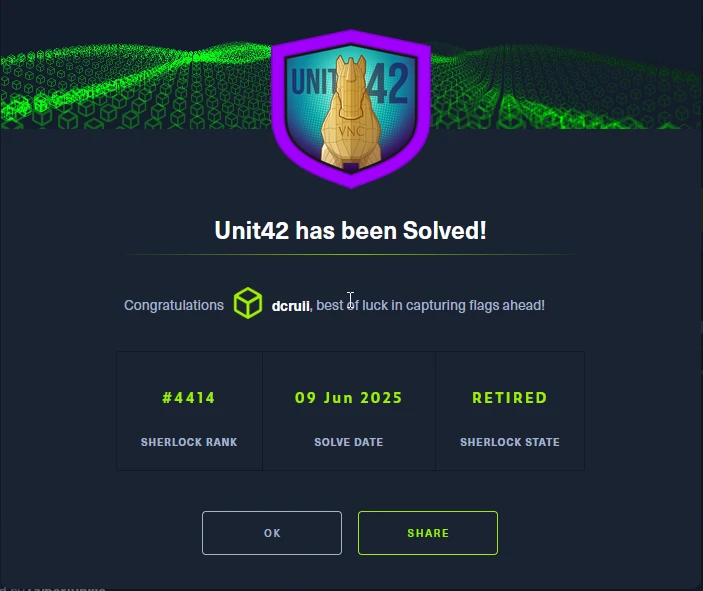 UNIT 42
VNC
Unit42 has been Solved!
Congratulations dcruii, best of luck in capturing flags ahead!
#4414 09 Jun 2025 RETIRED
SHERLOCK RANK SOLVE DATE SHERLOCK STATE
OK SHARE